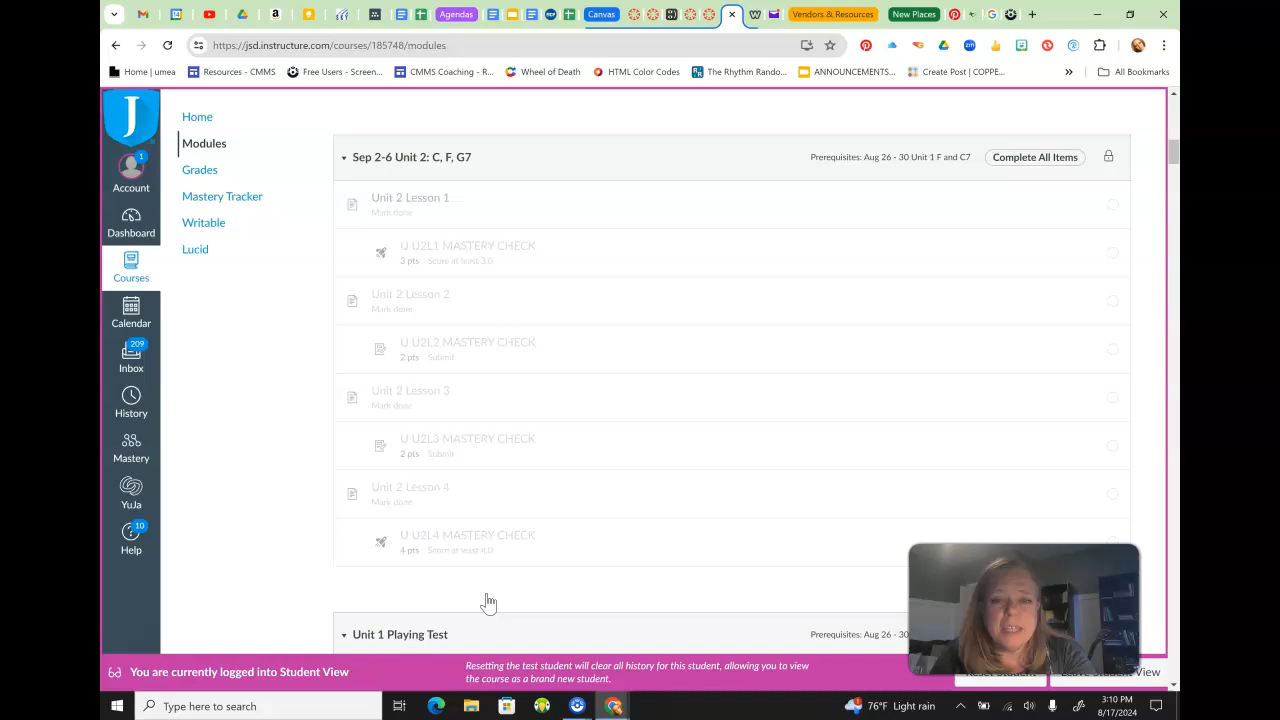 Agendas
Canvas
Vendors & Resources
New Places
https://jsd.instructure.com/courses/185748/modules
Home | umea
Resources - CMMS
Free Users - Screen...
CMMS Coaching - R...
Wheel of Death
HTML Color Codes
The Rhythm Rando...
ANNOUNCEMENTS...
Create Post | COPPE...
»
All Bookmarks
J
1
Account
Dashboard
Courses
Calendar
209
Inbox
History
Mastery
YuJa
10
Help
Home
Modules
Grades
Mastery Tracker
Writable
Lucid
Sep 2-6 Unit 2: C, F, G7
Prerequisites: Aug 26 - 30 Unit 1 F and C7
Complete All Items
Unit 2 Lesson 1
Mark done
U U2L1 MASTERY CHECK
3 pts Score at least 3.0
Unit 2 Lesson 2
Mark done
U U2L2 MASTERY CHECK
2 pts Submit
Unit 2 Lesson 3
Mark done
U U2L3 MASTERY CHECK
2 pts Submit
Unit 2 Lesson 4
Mark done
U U2L4 MASTERY CHECK
4 pts Score at least 4.0
Unit 1 Playing Test
Prerequisites: Aug 26 - 30
You are currently logged into Student View
Resetting the test student will clear all history for this student, allowing you to view
the course as a brand new student.
Reset Student
Leave Student View
Type here to search
76°F Light rain
3:10 PM
8/17/2024